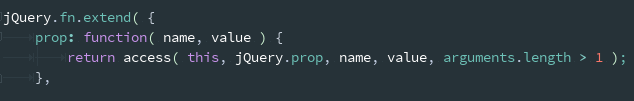 jQuery.fn.extend( {
prop: function( name, value ) {
return access( this, jQuery.prop, name, value, arguments.length > 1 );
},